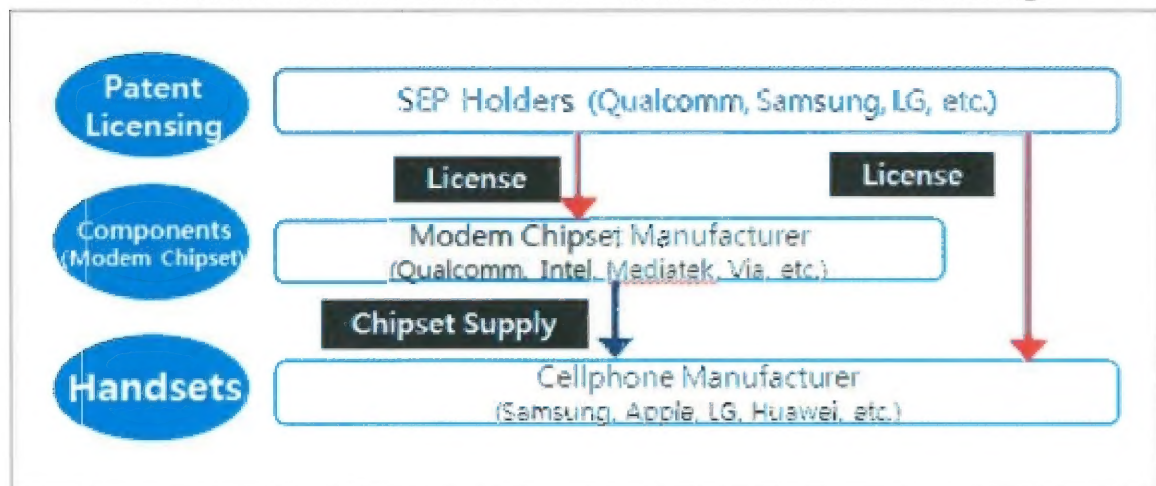 Patent
Licensing
SEP Holders (Qualcomm, Samsung, LG, etc.)
License
License
Components
(Modem Chipset)
Modem Chipset Manufacturer
(Qualcomm, Intel, Mediatek, Via, etc.)
Chipset Supply
Handsets
Cellphone Manufacturer
(Samsung, Apple, LG, Huawei, etc.)